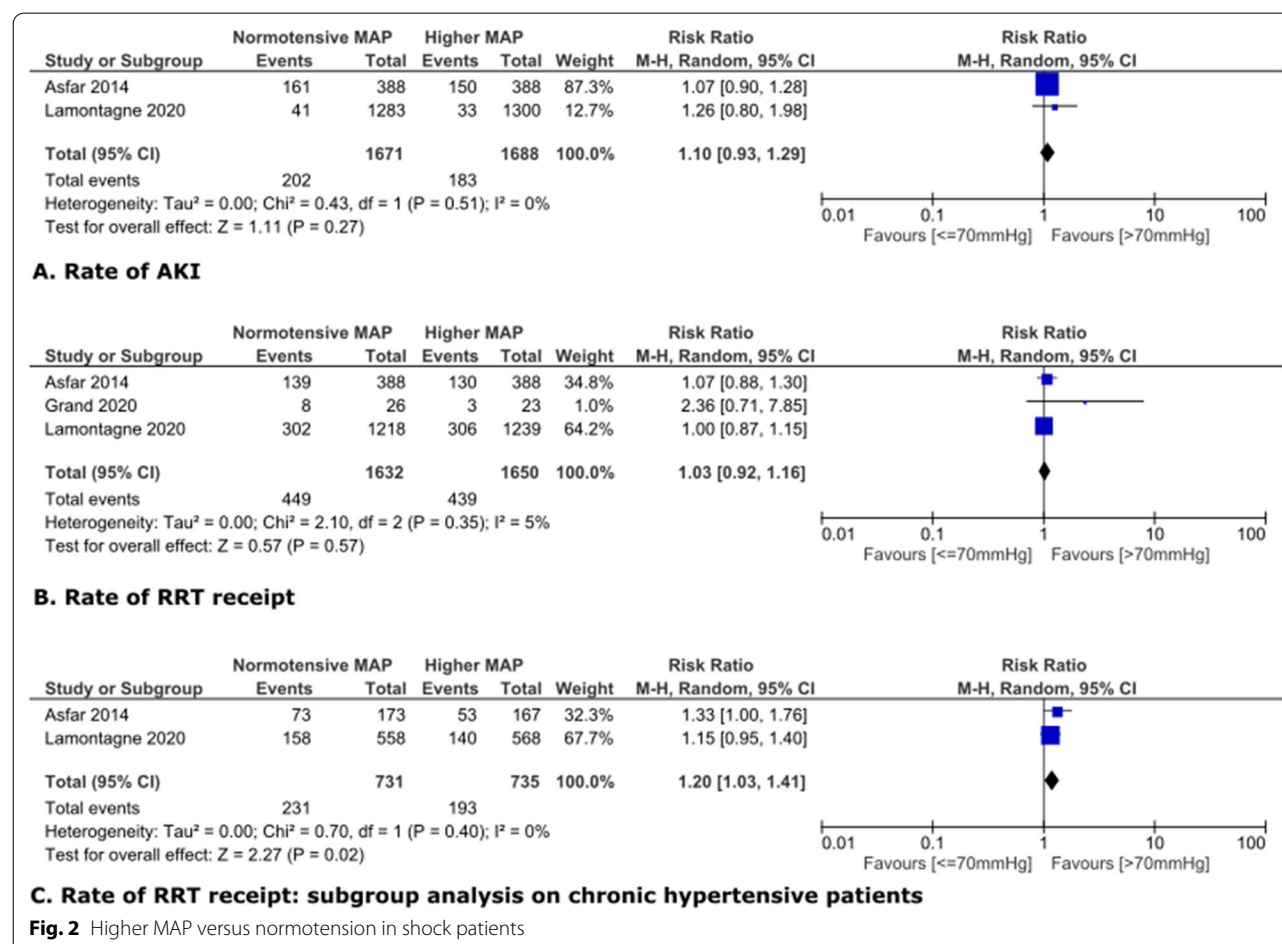 Normotensive MAP Higher MAP Risk Ratio Risk Ratio
Study or Subgroup Events Total Events Total Weight M-H, Random, 95% CI M-H, Random, 95% CI
Asfar 2014 161 388 150 388 87.3% 1.07 [0.90, 1.28]
Lamontagne 2020 41 1283 33 1300 12.7% 1.26 [0.80, 1.98]
Total (95% CI) 1671 1688 100.0% 1.10 [0.93, 1.29]
Total events 202 183
Heterogeneity: Tau² = 0.00; Chi² = 0.43, df = 1 (P = 0.51); I² = 0%
Test for overall effect: Z = 1.11 (P = 0.27)
0.01 0.1 1 10 100
Favours [<=70mmHg] Favours [>70mmHg]
A. Rate of AKI
Normotensive MAP Higher MAP Risk Ratio Risk Ratio
Study or Subgroup Events Total Events Total Weight M-H, Random, 95% CI M-H, Random, 95% CI
Asfar 2014 139 388 130 388 34.8% 1.07 [0.88, 1.30]
Grand 2020 8 26 3 23 1.0% 2.36 [0.71, 7.85]
Lamontagne 2020 302 1218 306 1239 64.2% 1.00 [0.87, 1.15]
Total (95% CI) 1632 1650 100.0% 1.03 [0.92, 1.16]
Total events 449 439
Heterogeneity: Tau² = 0.00; Chi² = 2.10, df = 2 (P = 0.35); I² = 5%
Test for overall effect: Z = 0.57 (P = 0.57)
0.01 0.1 1 10 100
Favours [<=70mmHg] Favours [>70mmHg]
B. Rate of RRT receipt
Normotensive MAP Higher MAP Risk Ratio Risk Ratio
Study or Subgroup Events Total Events Total Weight M-H, Random, 95% CI M-H, Random, 95% CI
Asfar 2014 73 173 53 167 32.3% 1.33 [1.00, 1.76]
Lamontagne 2020 158 558 140 568 67.7% 1.15 [0.95, 1.40]
Total (95% CI) 731 735 100.0% 1.20 [1.03, 1.41]
Total events 231 193
Heterogeneity: Tau² = 0.00; Chi² = 0.70, df = 1 (P = 0.40); I² = 0%
Test for overall effect: Z = 2.27 (P = 0.02)
0.01 0.1 1 10 100
Favours [<=70mmHg] Favours [>70mmHg]
C. Rate of RRT receipt: subgroup analysis on chronic hypertensive patients
Fig. 2 Higher MAP versus normotension in shock patients